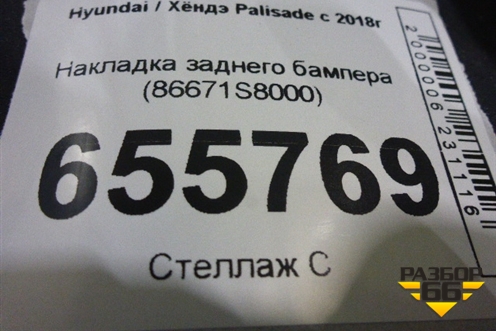 Hyundai / Хёндэ Palisade с 2018г
Накладка заднего бампера
(86671S8000)
655769
Стеллаж С
2000006231116
РАЗБОР
66